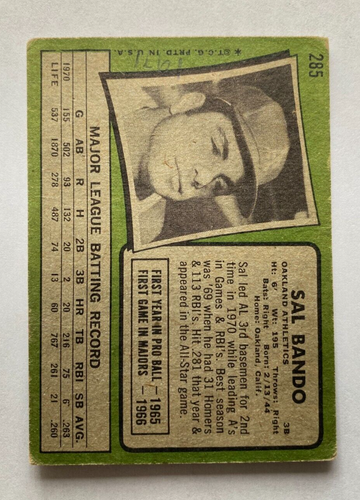 285
SAL BANDO 3B
OAKLAND ATHLETICS
Ht: 6' Wt: 195 Throws: Right
Bats: Right Born: 2/13/44
Home: Oakland, Calif.
Sal led AL 3rd basemen for 2nd
time in 1970 while leading A's
in Games & RBI's. Best season
was '69 when he had 31 Homers
& 113 RBI's. Hit .281 that year &
appeared in the All-Star game.
FIRST YEAR IN PRO BALL, 1965
FIRST GAME IN MAJORS 1966
*©T.C.G. PRTD. IN U.S.A.
MAJOR LEAGUE BATTING RECORD
G AB R H 2B 3B HR TB RBI SB AVG.
1970 155 502 93 132 20 2 20 216 75 6 .263
LIFE 537 1870 278 487 74 13 60 767 261 21 .260